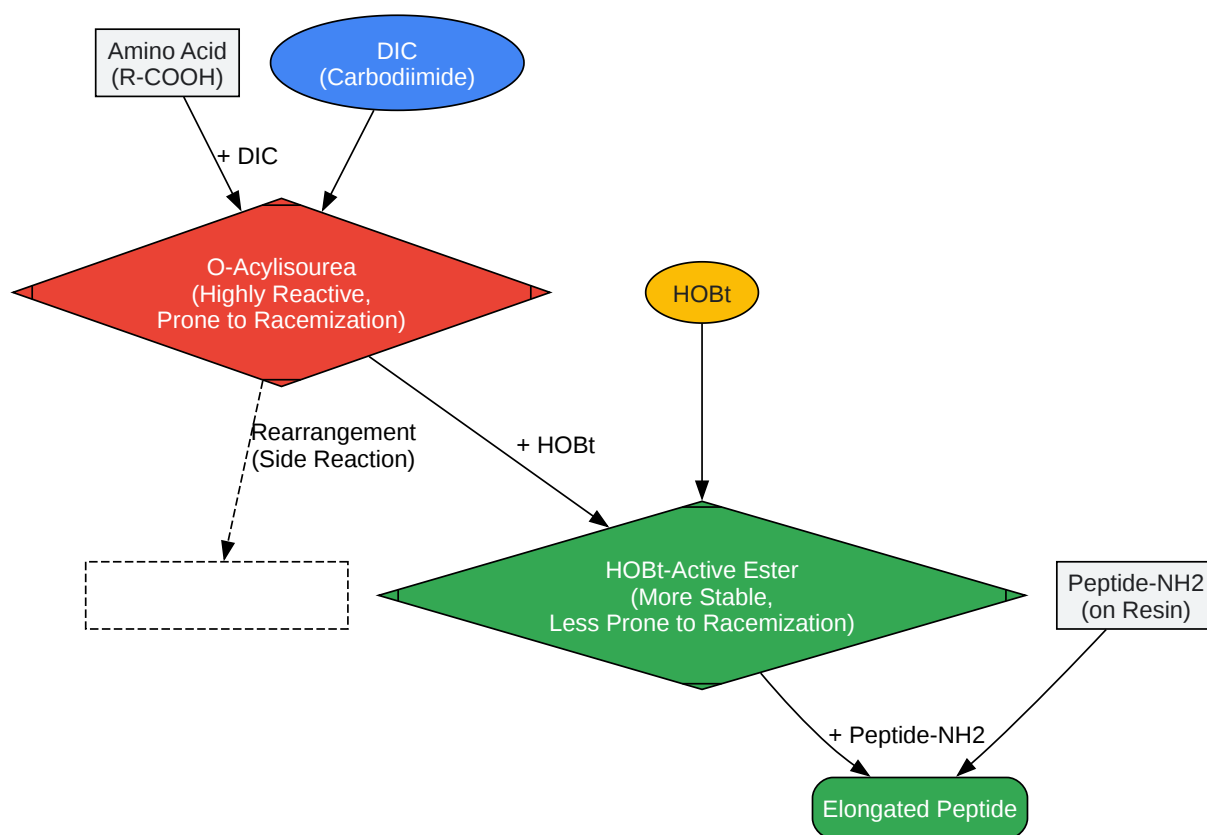 Amino Acid
(R-COOH)
DIC
(Carbodiimide)
+ DIC
O-Acylisourea
(Highly Reactive,
Prone to Racemization)
HOBt
Rearrangement
(Side Reaction)
+ HOBt
HOBt-Active Ester
(More Stable,
Less Prone to Racemization)
Peptide-NH2
(on Resin)
+ Peptide-NH2
Elongated Peptide